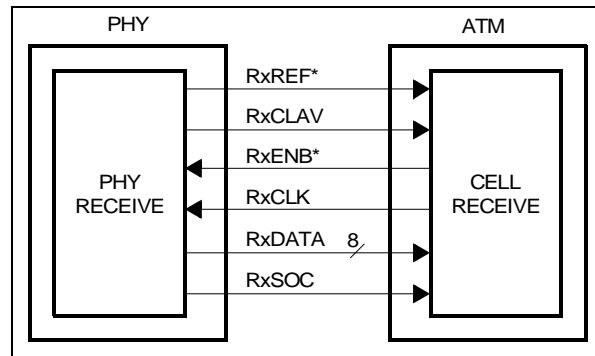 PHY
ATM
RxREF*
RxCLAV
RxENB*
PHY
RECEIVE
RxCLK
CELL
RECEIVE
RxDATA 8
RxSOC